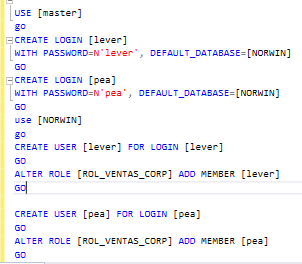 USE [master]
go
CREATE LOGIN [lever]
WITH PASSWORD=N'lever', DEFAULT_DATABASE=[NORWIN]
GO
CREATE LOGIN [pea]
WITH PASSWORD=N'pea', DEFAULT_DATABASE=[NORWIN]
GO
use [NORWIN]
GO
CREATE USER [lever] FOR LOGIN [lever]
GO
ALTER ROLE [ROL_VENTAS_CORP] ADD MEMBER [lever]
GO
CREATE USER [pea] FOR LOGIN [pea]
GO
ALTER ROLE [ROL_VENTAS_CORP] ADD MEMBER [pea]
GO